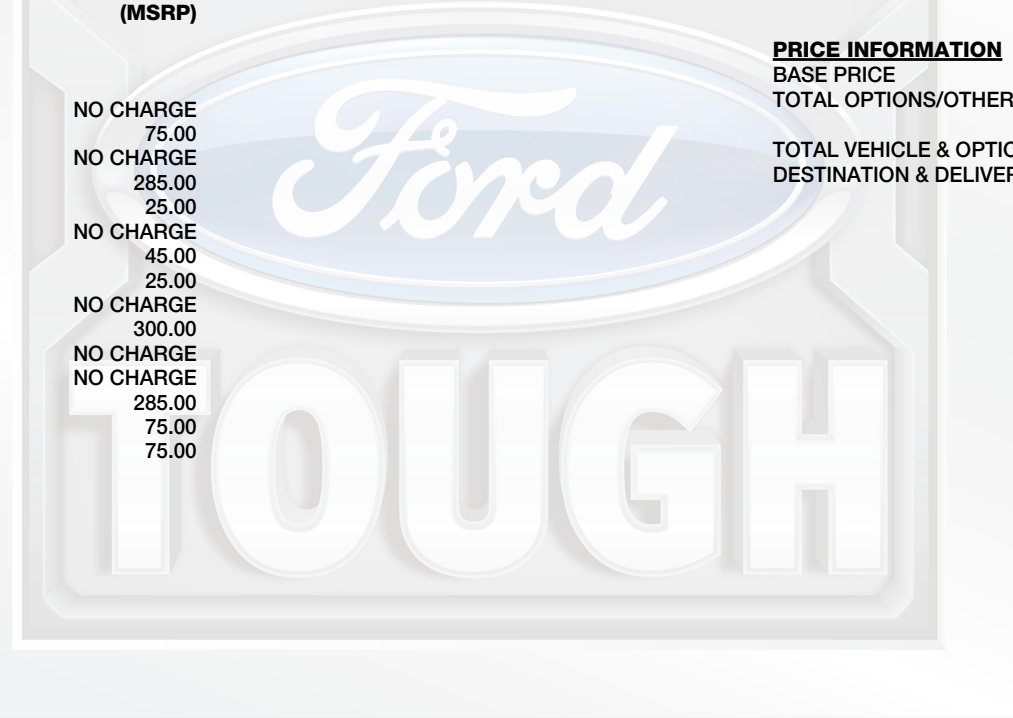 (MSRP)
NO CHARGE
75.00
NO CHARGE
285.00
25.00
NO CHARGE
45.00
25.00
NO CHARGE
300.00
NO CHARGE
NO CHARGE
285.00
75.00
75.00
PRICE INFORMATION
BASE PRICE
TOTAL OPTIONS/OTHER
TOTAL VEHICLE & OPTIO
DESTINATION & DELIVER
Ford
TOUGH